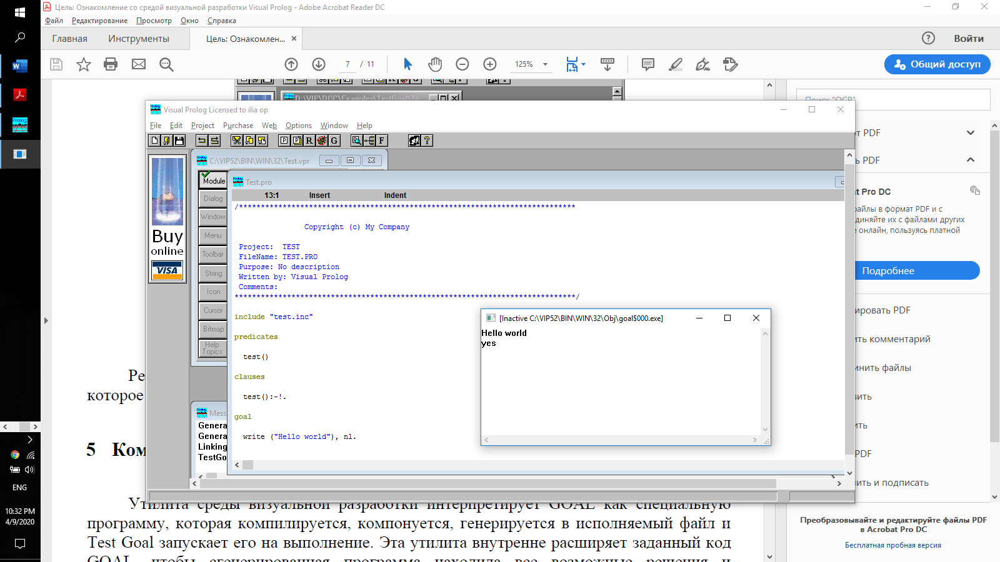 Цель: Ознакомление со средой визуальной разработки Visual Prolog - Adobe Acrobat Reader DC
Файл Редактирование Просмотр Окно Справка
Главная Инструменты Цель: Ознакомлен... ×
Войти
7 / 11 125% Общий доступ
D:\VIP\DOC\Examples\TestGoal\Te
Поиск "OCR"
Visual Prolog Licensed to ilia op
File Edit Project Purchase Web Options Window Help
P P R G F ?
C:\VIP52\BIN\WIN\32\Test.vpr
Buy
online
VISA
Module
Dialog
Window
Menu
Toolbar
String
Icon
Cursor
Bitmap
Help
Topics
Test.pro
13:1 Insert Indent
/*****************************************************************************
Copyright (c) My Company
Project: TEST
FileName: TEST.PRO
Purpose: No description
Written by: Visual Prolog
Comments:
******************************************************************************/
include "test.inc"
predicates
test()
clauses
test():-!.
goal
write ("Hello world"), nl.
[Inactive C:\VIP52\BIN\WIN\32\Obj\goal$000.exe]
Hello world
yes
Mess
Genera
Genera
Linking
TestGo
PDF
PDF
t Pro DC
файлы в формат PDF и с
единяйте их с файлами других
онлайн, пользуясь платной
Подробнее
ировать PDF
ить комментарий
инить файлы
вить
ить
PDF
ить и подписать
Преобразовывайте и редактируйте файлы PDF
в Acrobat Pro DC
Бесплатная пробная версия
Ре
которое
5 Ком
Утилита среды визуальной разработки интерпретирует GOAL как специальную
программу, которая компилируется, компонуется, генерируется в исполняемый файл и
Test Goal запускает его на выполнение. Эта утилита внутренне расширяет заданный код
GOAL, чтобы сгенерированная программа находила все возможные решения и
Prolog
ENG
10:32 PM
4/9/2020